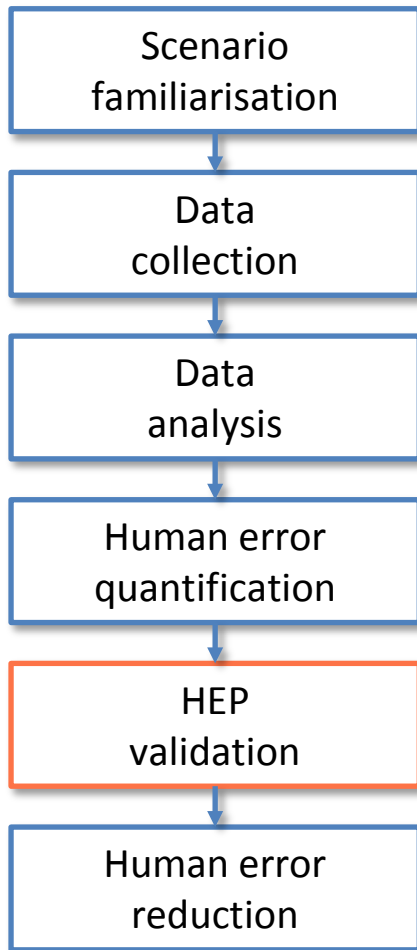 Scenario
familiarisation
Data
collection
Data
analysis
Human error
quantification
HEP
validation
Human error
reduction